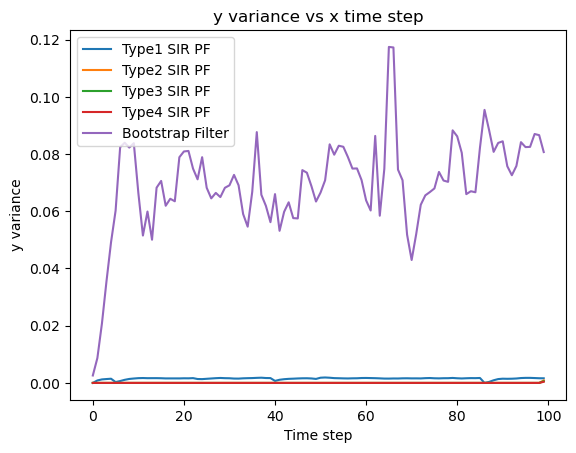 y variance vs x time step
Type1 SIR PF
Type2 SIR PF
Type3 SIR PF
Type4 SIR PF
Bootstrap Filter
y variance
0.12
0.10
0.08
0.06
0.04
0.02
0.00
0
20
40
60
80
100
Time step